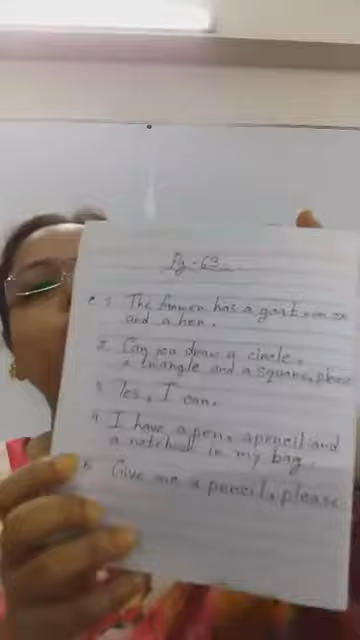 Pg-63
e. 1. The farmer has a goat, an ox
and a hen.
2. Can you draw a circle,
a triangle and a square, please
3. Yes, I can.
4. I have a pen, a pencil and
a notebook in my bag.
5. Give me a pencil, please